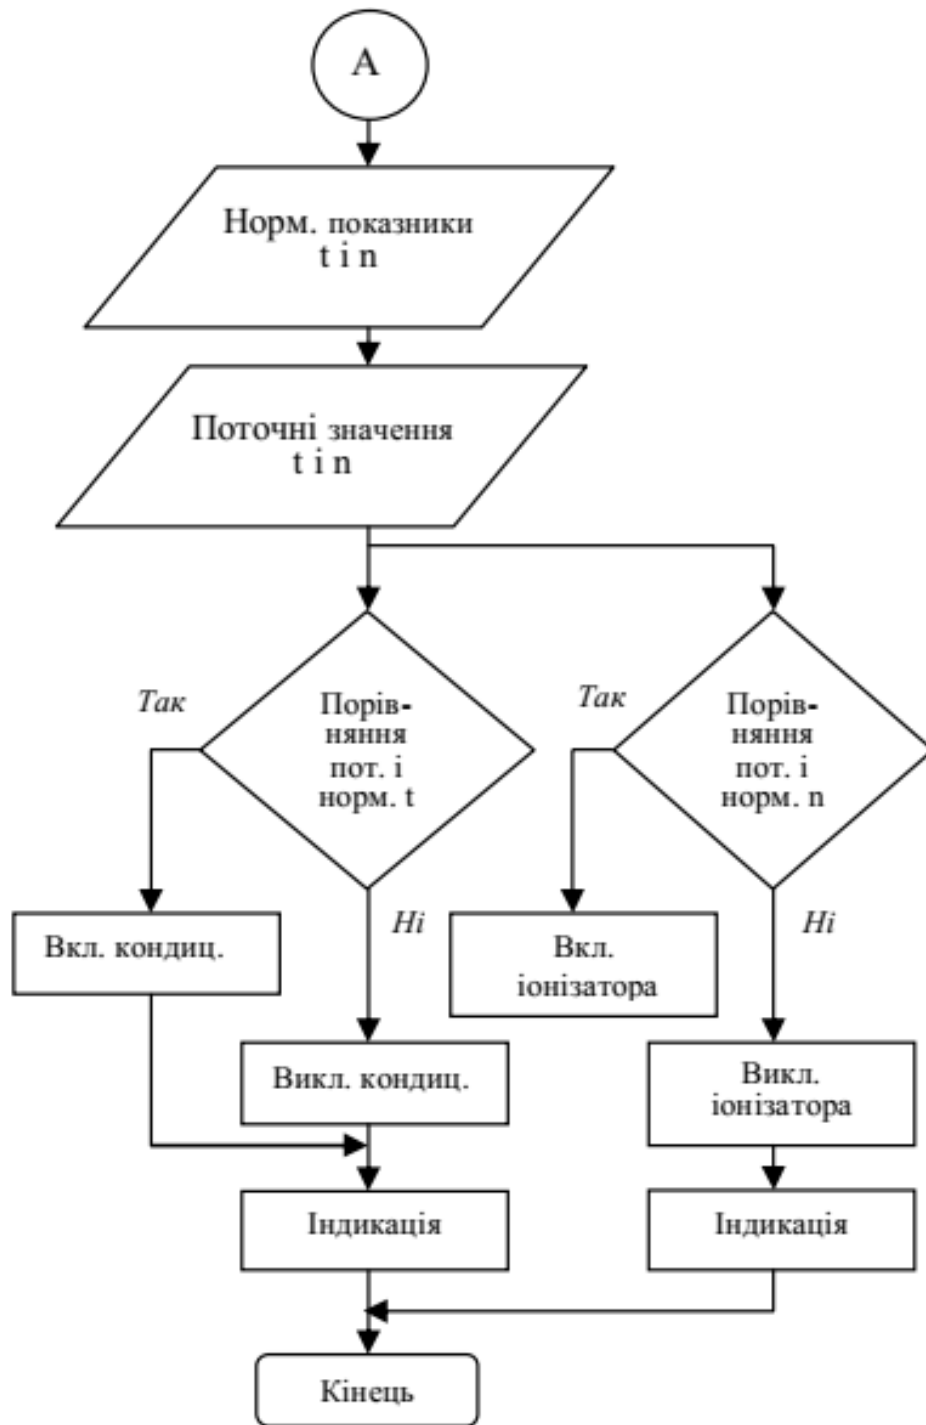 А
Норм. показники
t і n
Поточні значення
t і n
Так
Порів-
няння
пот. і
норм. t
Так
Порів-
няння
пот. і
норм. n
Ні
Ні
Вкл. кондиц.
Вкл.
іонізатора
Викл. кондиц.
Викл.
іонізатора
Індикація
Індикація
Кінець